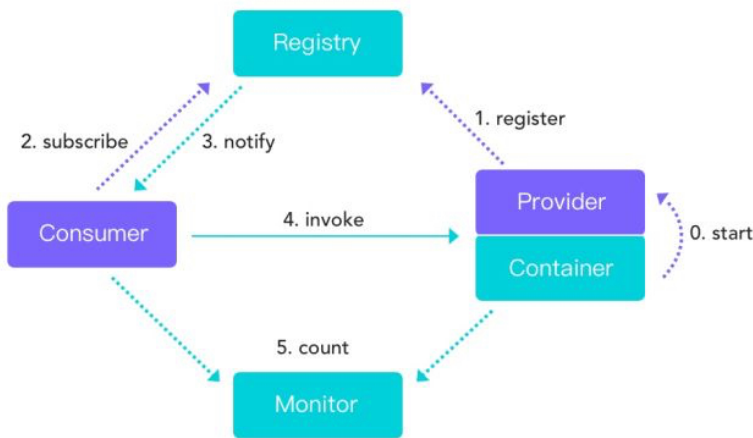 Registry
1. register
2. subscribe
3. notify
Provider
Consumer
4. invoke
0. start
Container
5. count
Monitor